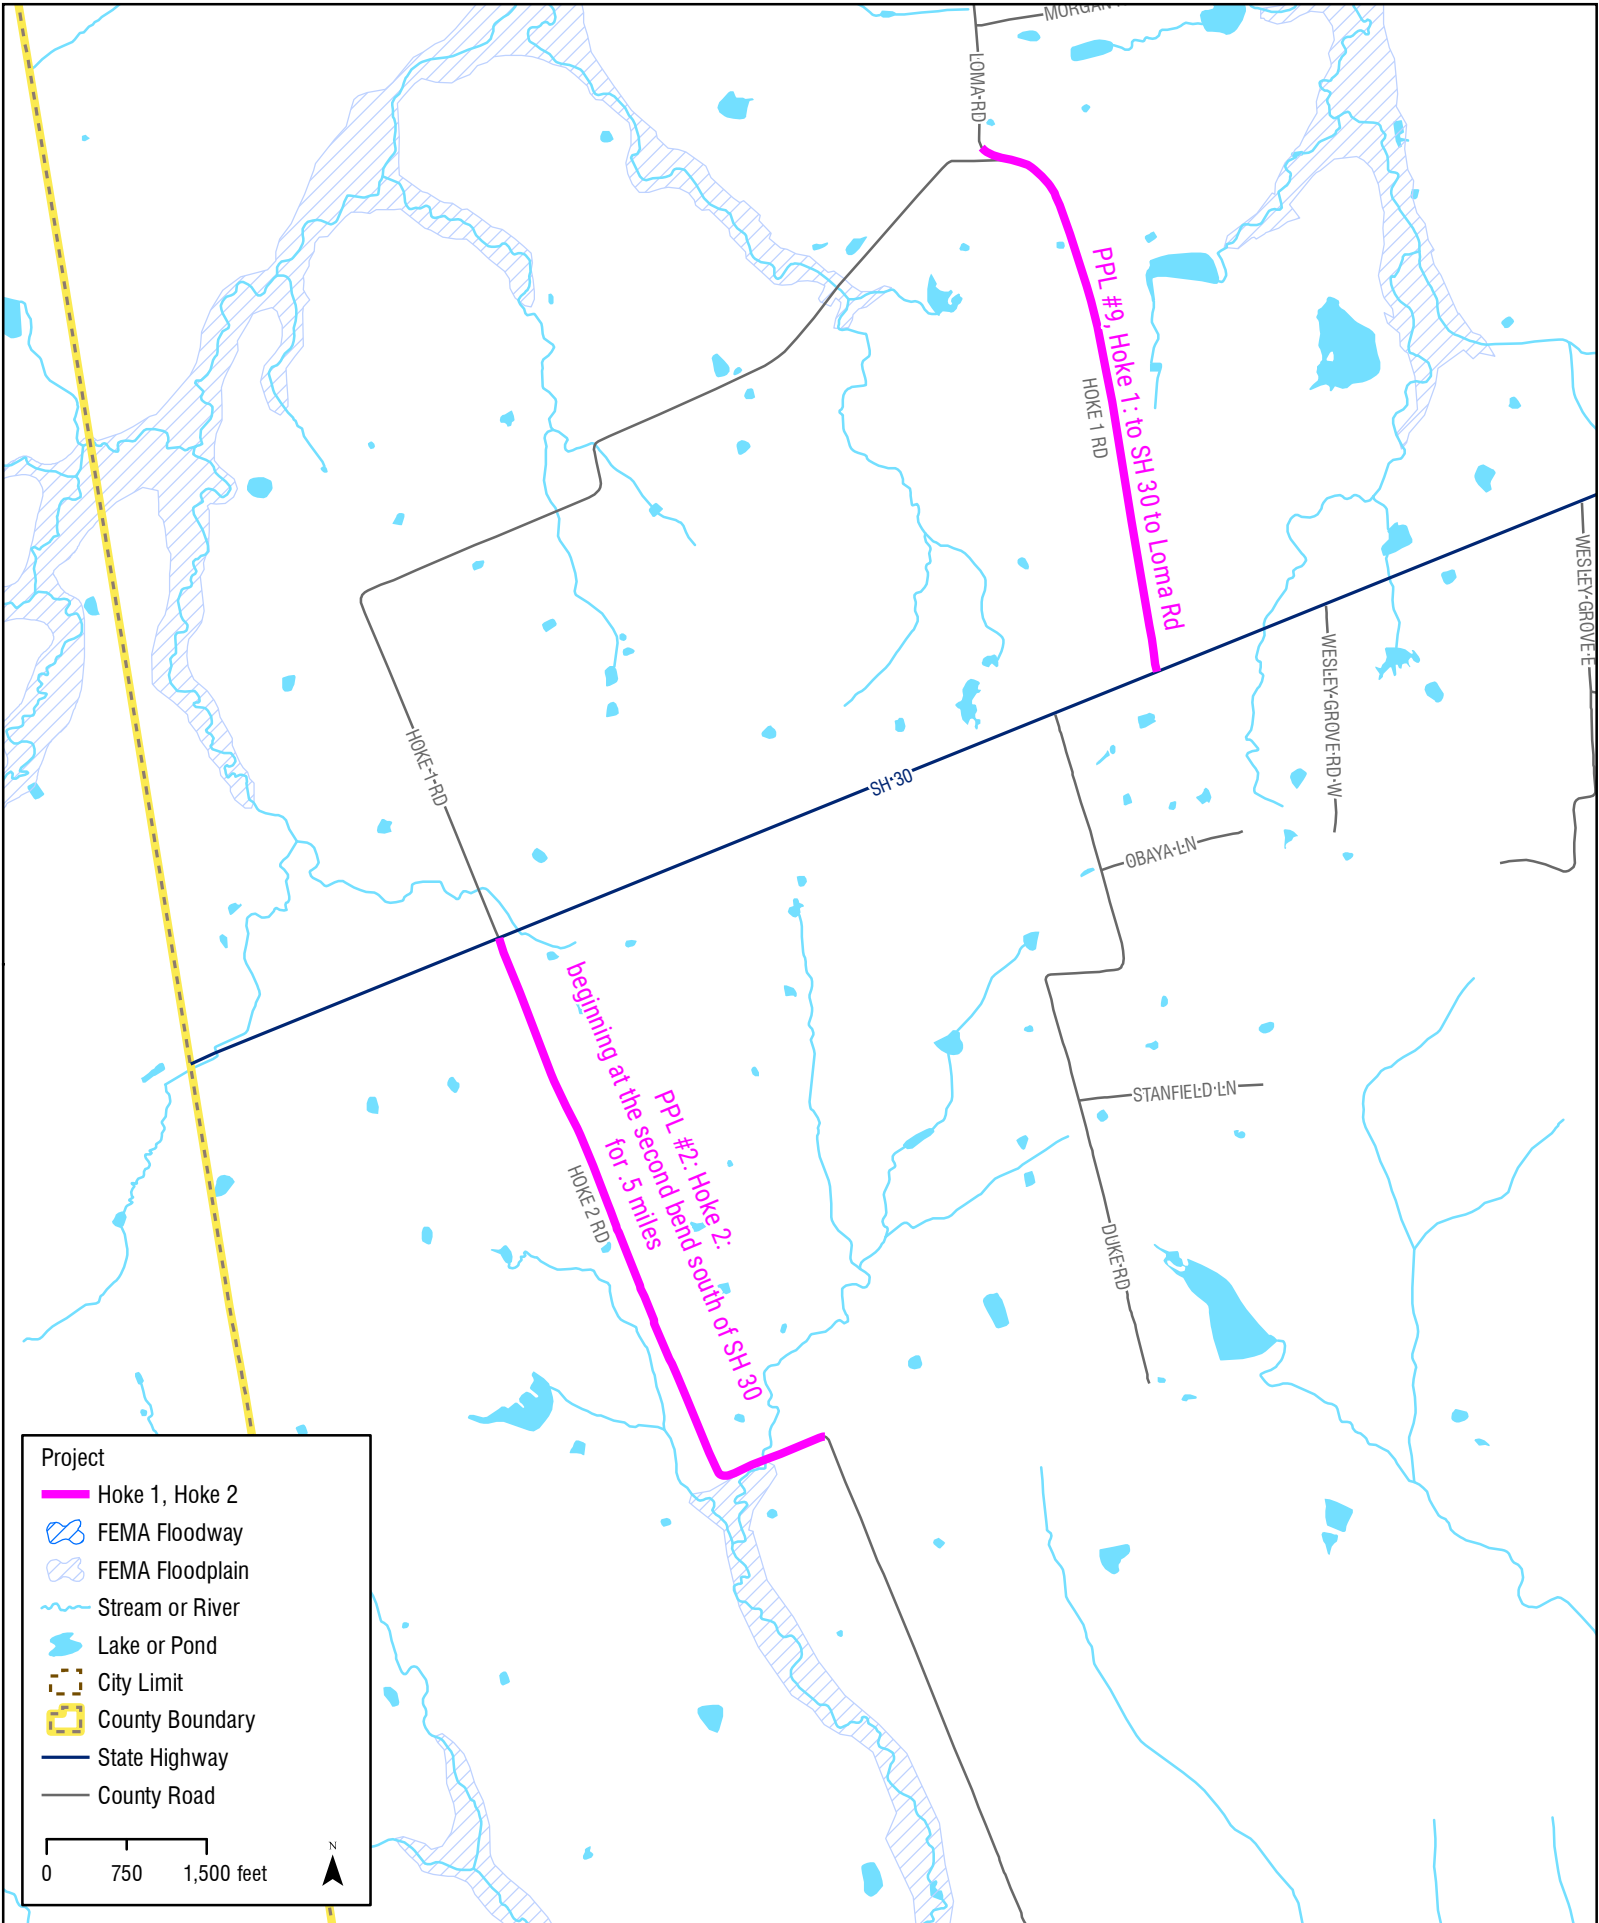 MORGAN
LOMA RD
PPL #9, Hoke 1: to SH 30 to Loma Rd
HOKE 1 RD
WESLEY GROVE E
WESLEY GROVE RD W
HOKE 1 RD
SH 30
OBAYA LN
PPL #2: Hoke 2:
beginning at the second bend south of SH 30
for .5 miles
HOKE 2 RD
STANFIELD LN
DUKE RD
Project
Hoke 1, Hoke 2
FEMA Floodway
FEMA Floodplain
Stream or River
Lake or Pond
City Limit
County Boundary
State Highway
County Road
0 750 1,500 feet
N